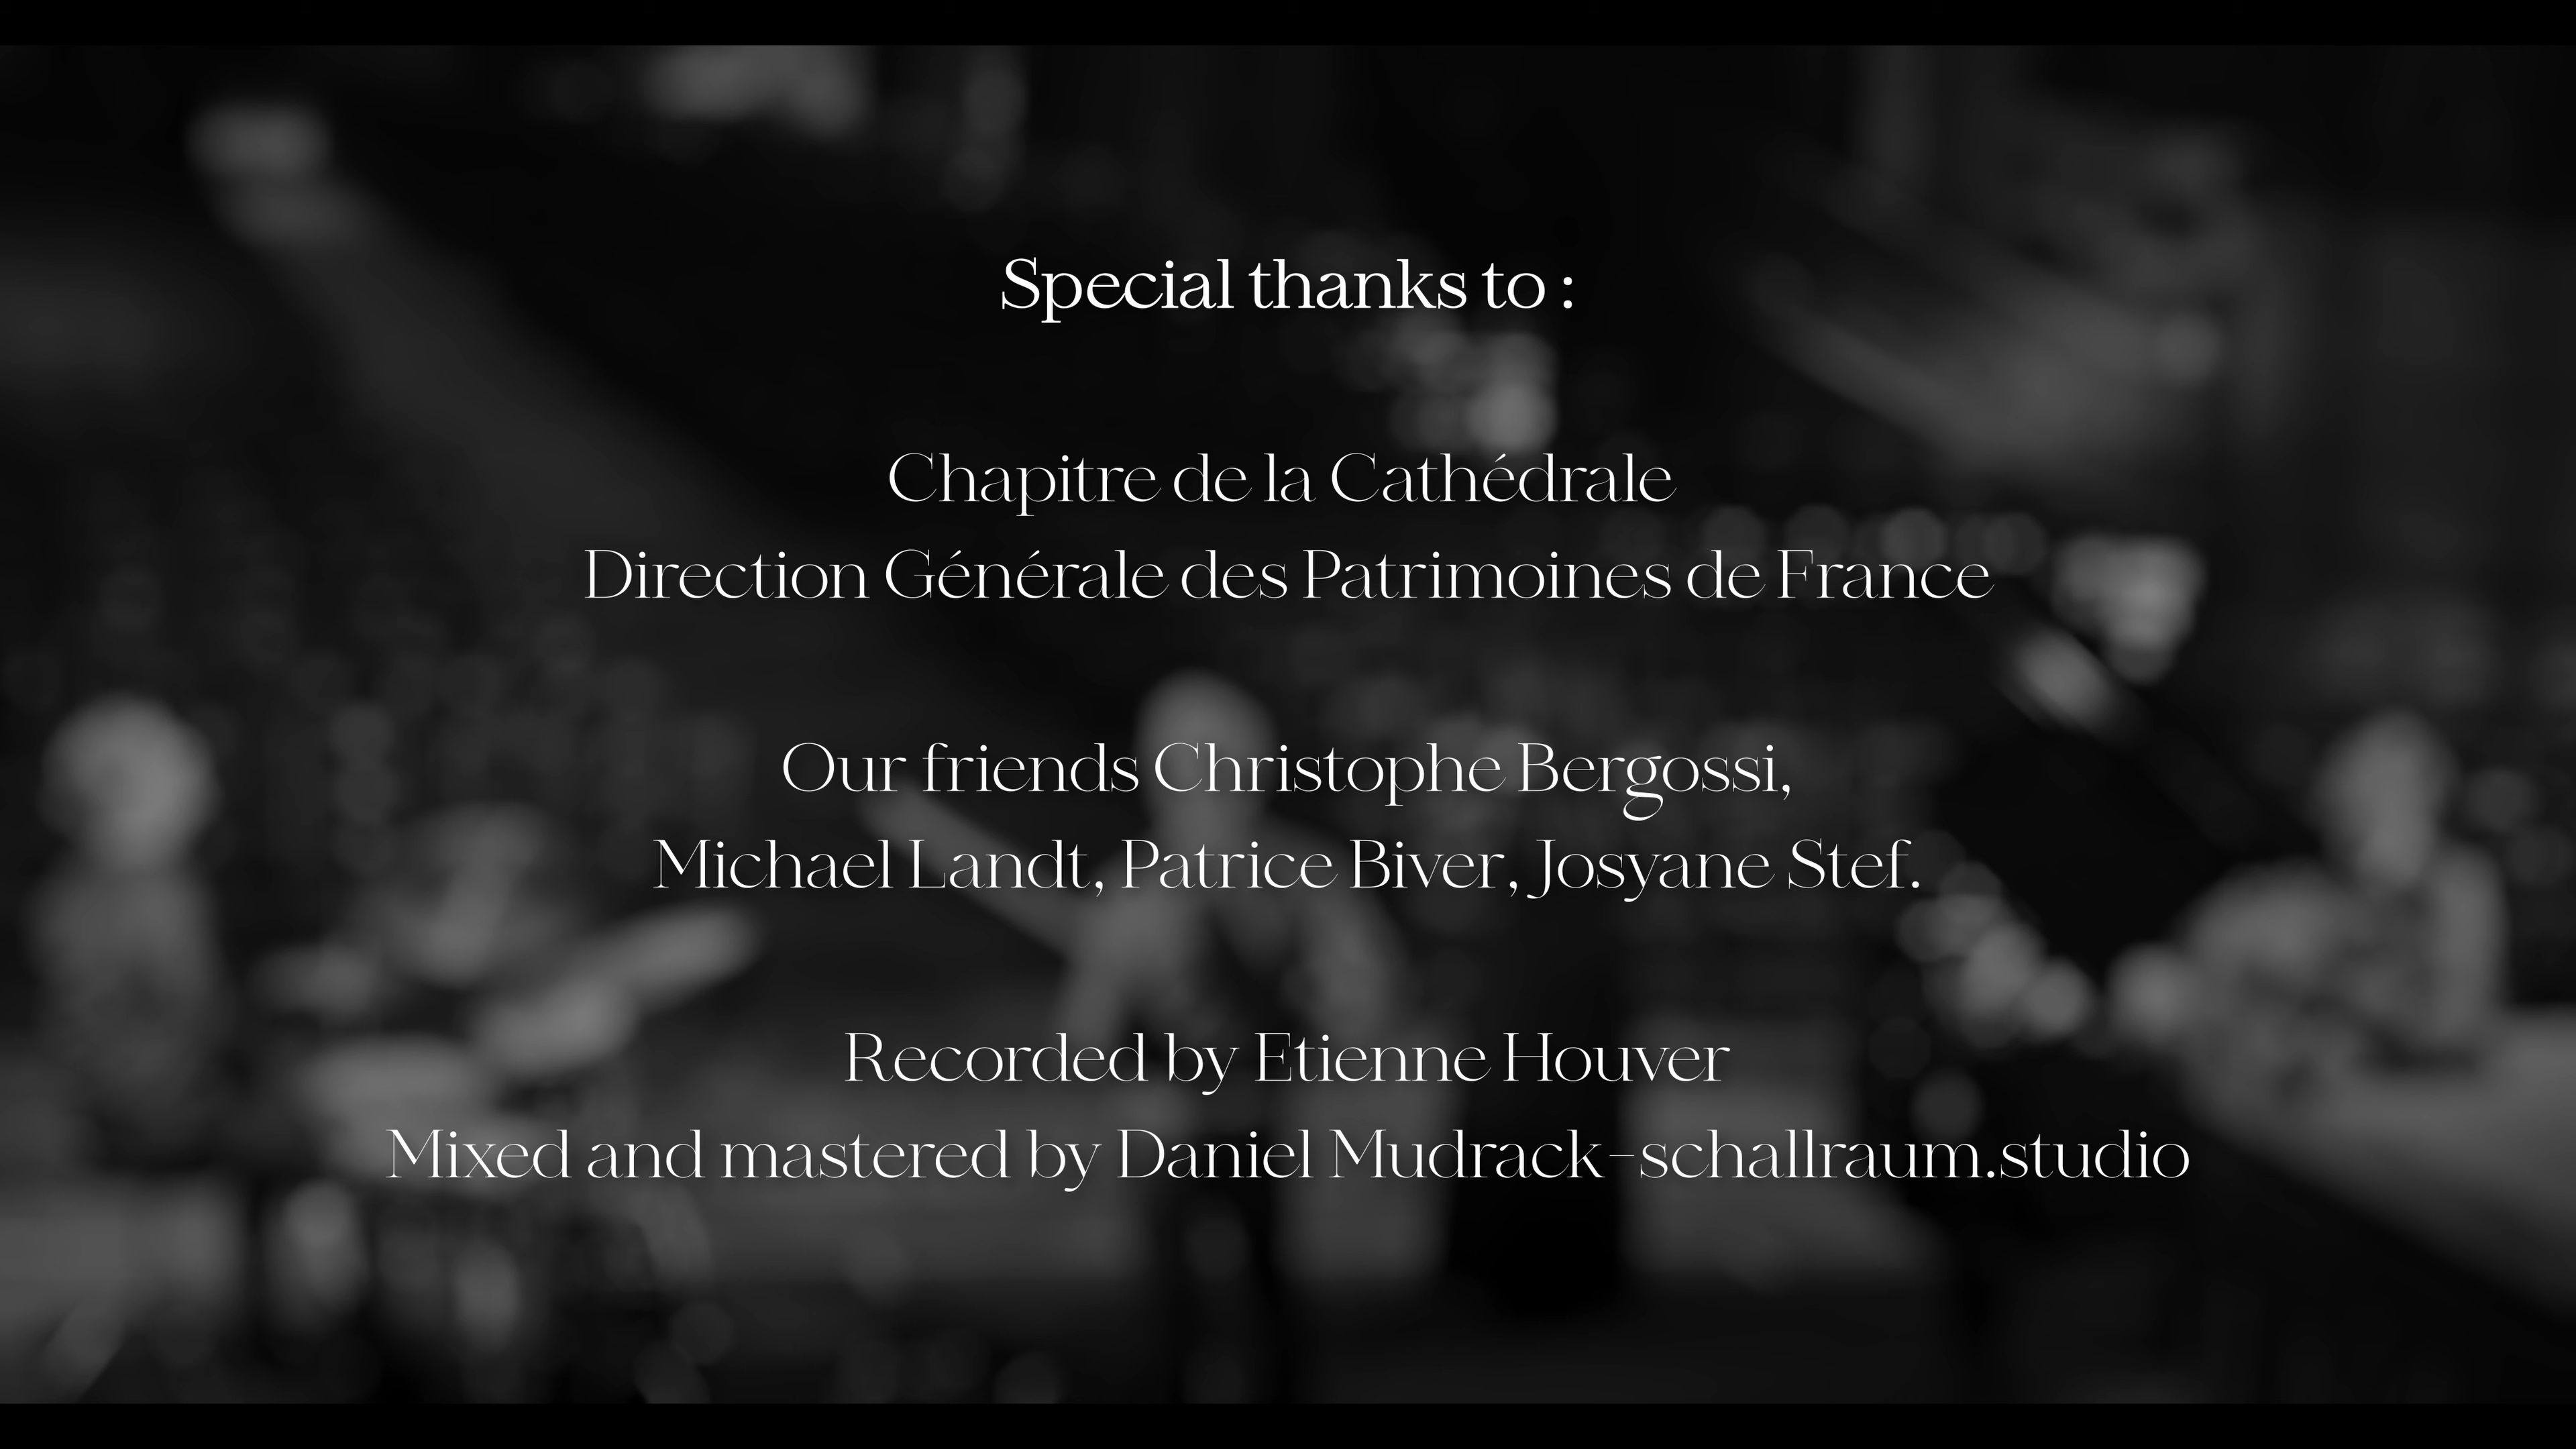 Special thanks to :
Chapitre de la Cathédrale
Direction Générale des Patrimoines de France
Our friends Christophe Bergossi,
Michael Landt, Patrice Biver, Josyane Stef.
Recorded by Etienne Houver
Mixed and mastered by Daniel Mudrack-schallraum.studio